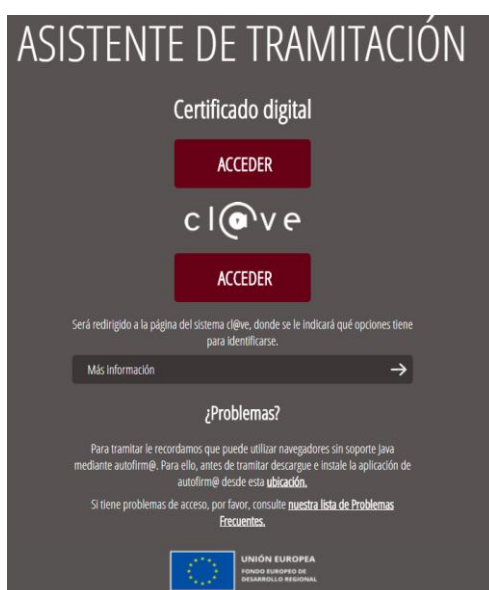 ASISTENTE DE TRAMITACIÓN
Certificado digital
ACCEDER
cl@ve
ACCEDER
Será redirigido a la página del sistema cl@ve, donde se le indicará qué opciones tiene
para identificarse.
Más información
¿Problemas?
Para tramitar le recordamos que puede utilizar navegadores sin soporte Java
mediante autofirm@. Para ello, antes de tramitar descargue e instale la aplicación de
autofirm@ desde esta ubicación.
Si tiene problemas de acceso, por favor, consulte nuestra lista de Problemas
Frecuentes.
UNIÓN EUROPEA
FONDO EUROPEO DE
DESARROLLO REGIONAL